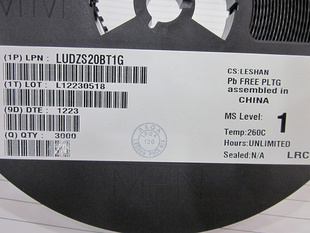 (1P) LPN : LUDZS20BT1G
(1T) LOT : L12230518
(9D) DTE : 1223
(Q) QTY : 3000
CS:LESHAN
Pb FREE PLTG
assembled in
CHINA
MS Level: 1
Temp:260C
Hours:UNLIMITED
Sealed:N/A
LRC